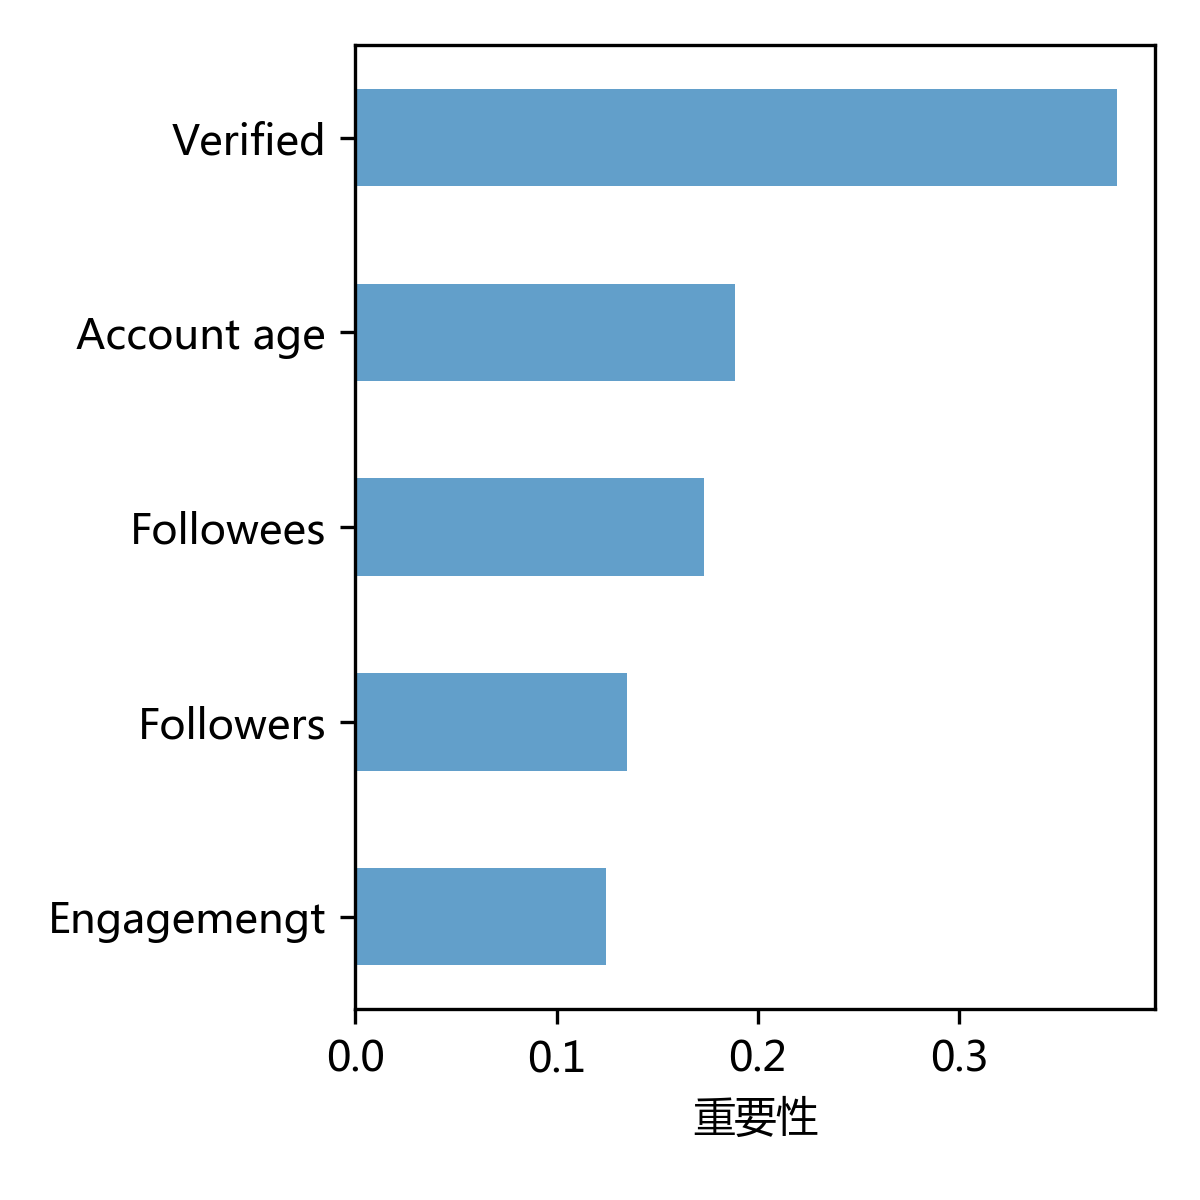 Verified
Account age
Followees
Followers
Engagemengt
0.0 0.1 0.2 0.3
重要性